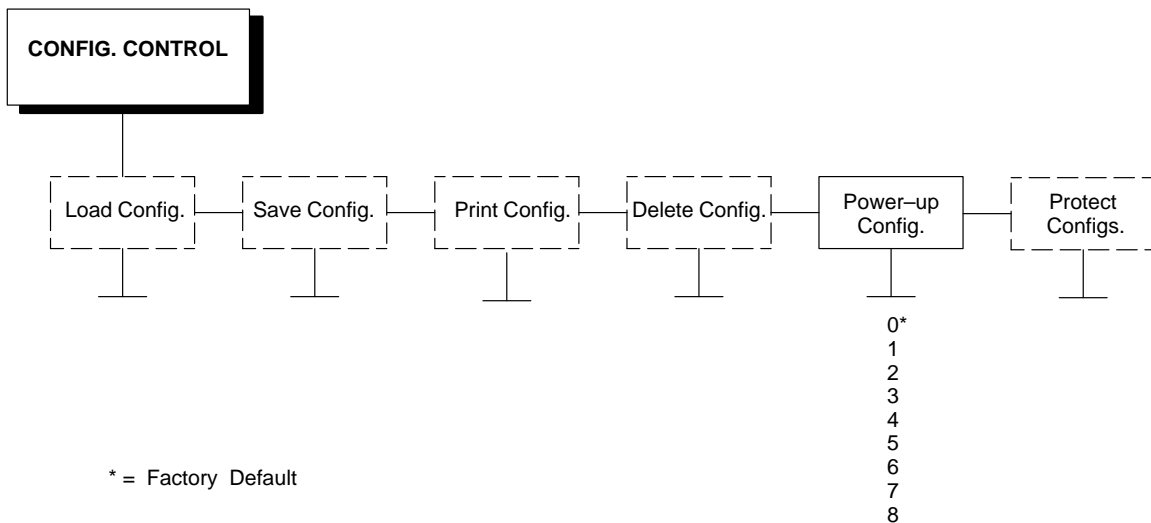 CONFIG. CONTROL
Load Config.
Save Config.
Print Config.
Delete Config.
Power–up
Config.
Protect
Configs.
0*
1
2
3
4
5
6
7
8
* = Factory Default